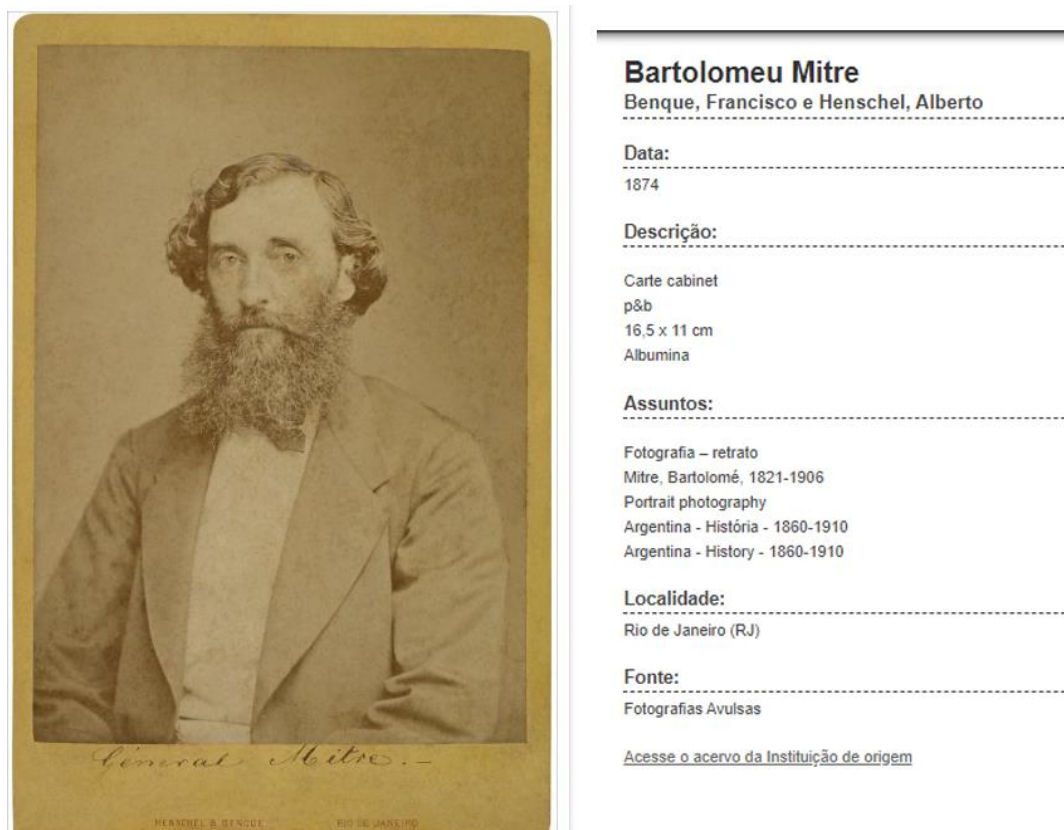 Général Mitre. –
HENSCHEL & BENQUE. RIO DE JANEIRO
Bartolomeu Mitre
Benque, Francisco e Henschel, Alberto
Data:
1874
Descrição:
Carte cabinet
p&b
16,5 x 11 cm
Albumina
Assuntos:
Fotografia – retrato
Mitre, Bartolomé, 1821-1906
Portrait photography
Argentina - História - 1860-1910
Argentina - History - 1860-1910
Localidade:
Rio de Janeiro (RJ)
Fonte:
Fotografias Avulsas
Acesse o acervo da Instituição de origem